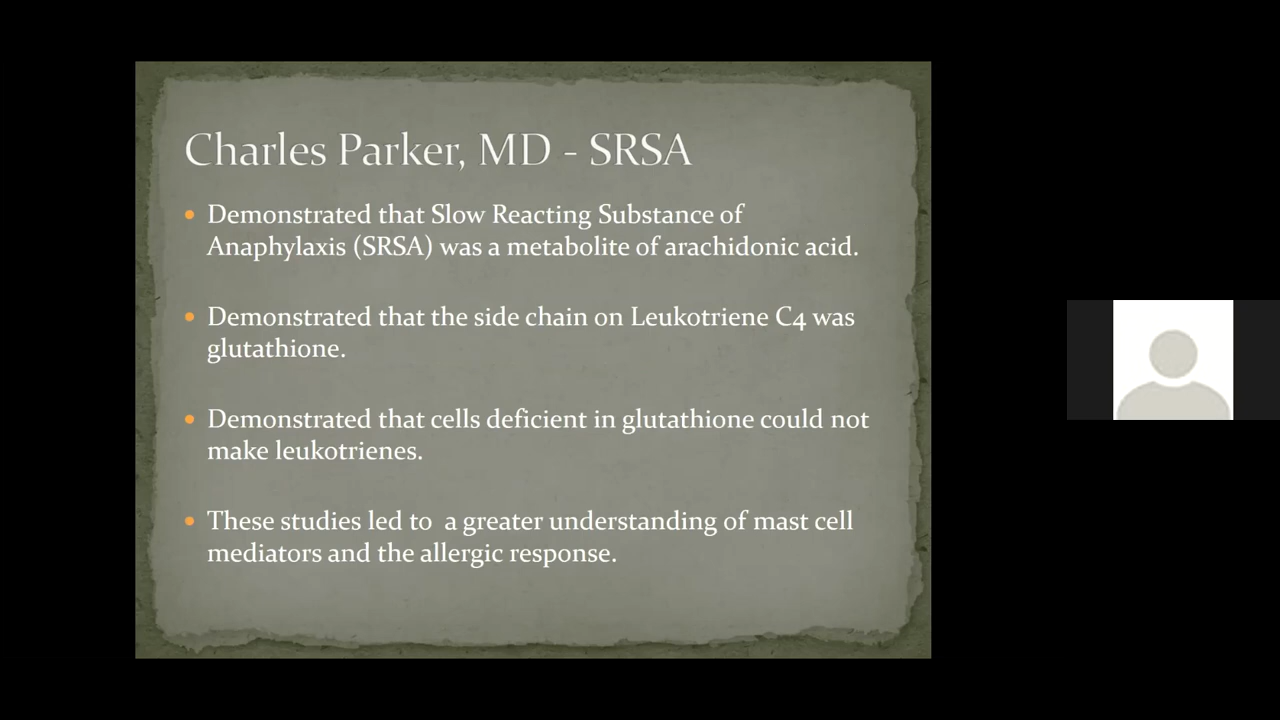 Charles Parker, MD - SRSA
• Demonstrated that Slow Reacting Substance of
Anaphylaxis (SRSA) was a metabolite of arachidonic acid.
• Demonstrated that the side chain on Leukotriene C4 was
glutathione.
• Demonstrated that cells deficient in glutathione could not
make leukotrienes.
• These studies led to  a greater understanding of mast cell
mediators and the allergic response.